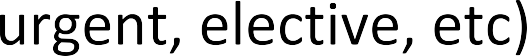 urgent, elective, etc)